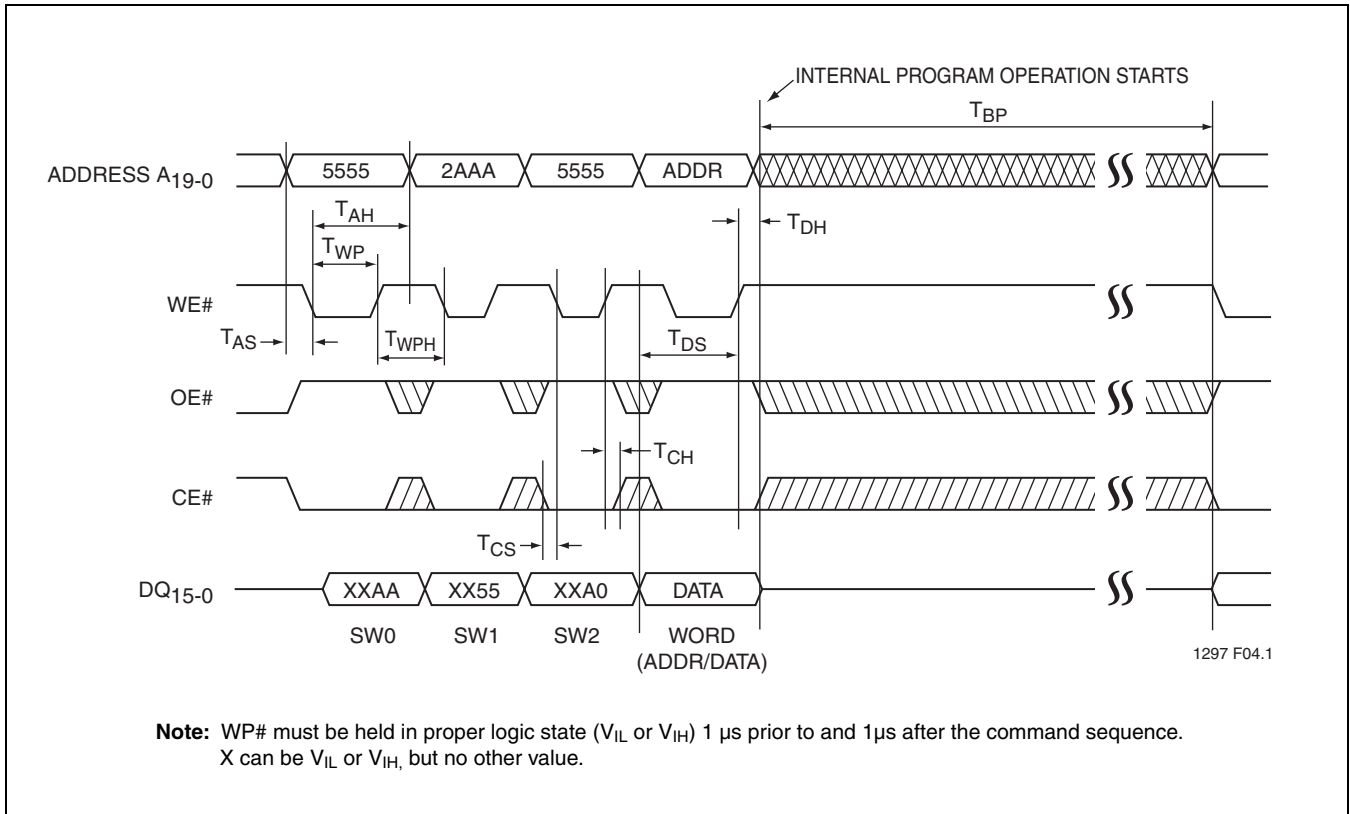 INTERNAL PROGRAM OPERATION STARTS
TBP
ADDRESS A19-0
5555
2AAA
5555
ADDR
TAH
TDH
TWP
WE#
TAS
TWPH
TDS
OE#
TCH
CE#
TCS
DQ15-0
XXAA
XX55
XXA0
DATA
SW0
SW1
SW2
WORD
(ADDR/DATA)
1297 F04.1
Note: WP# must be held in proper logic state (VIL or VIH) 1 µs prior to and 1µs after the command sequence.
X can be VIL or VIH, but no other value.